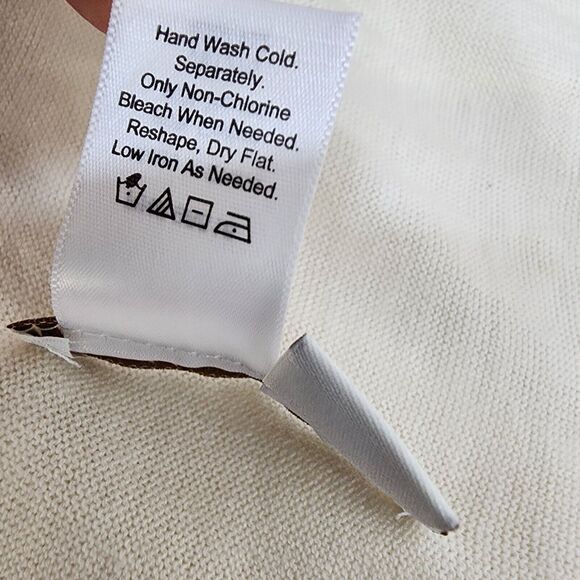 Hand Wash Cold.
Separately.
Only Non-Chlorine
Bleach When Needed.
Reshape, Dry Flat.
Low Iron As Needed.